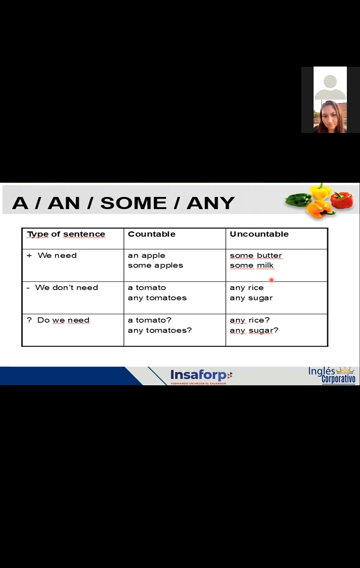 A / AN / SOME / ANY
Type of sentence Countable Uncountable
+ We need an apple some butter
some apples some milk
- We don't need a tomato any rice
any tomatoes any sugar
? Do we need a tomato? any rice?
any tomatoes? any sugar?
Insaforp
Inglés
Corporativo